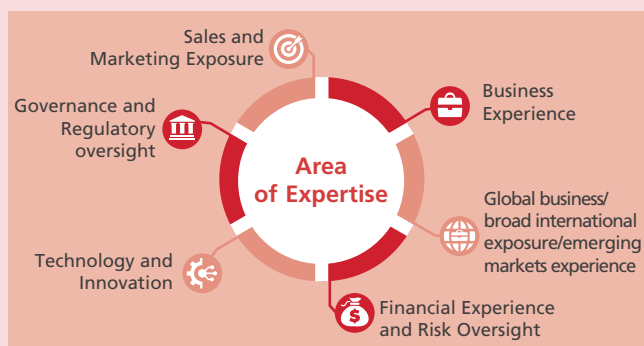 Sales and
Marketing Exposure
Governance and
Regulatory
oversight
Technology and
Innovation
Area
of Expertise
Business
Experience
Global business/
broad international
exposure/emerging
markets experience
Financial Experience
and Risk Oversight
$